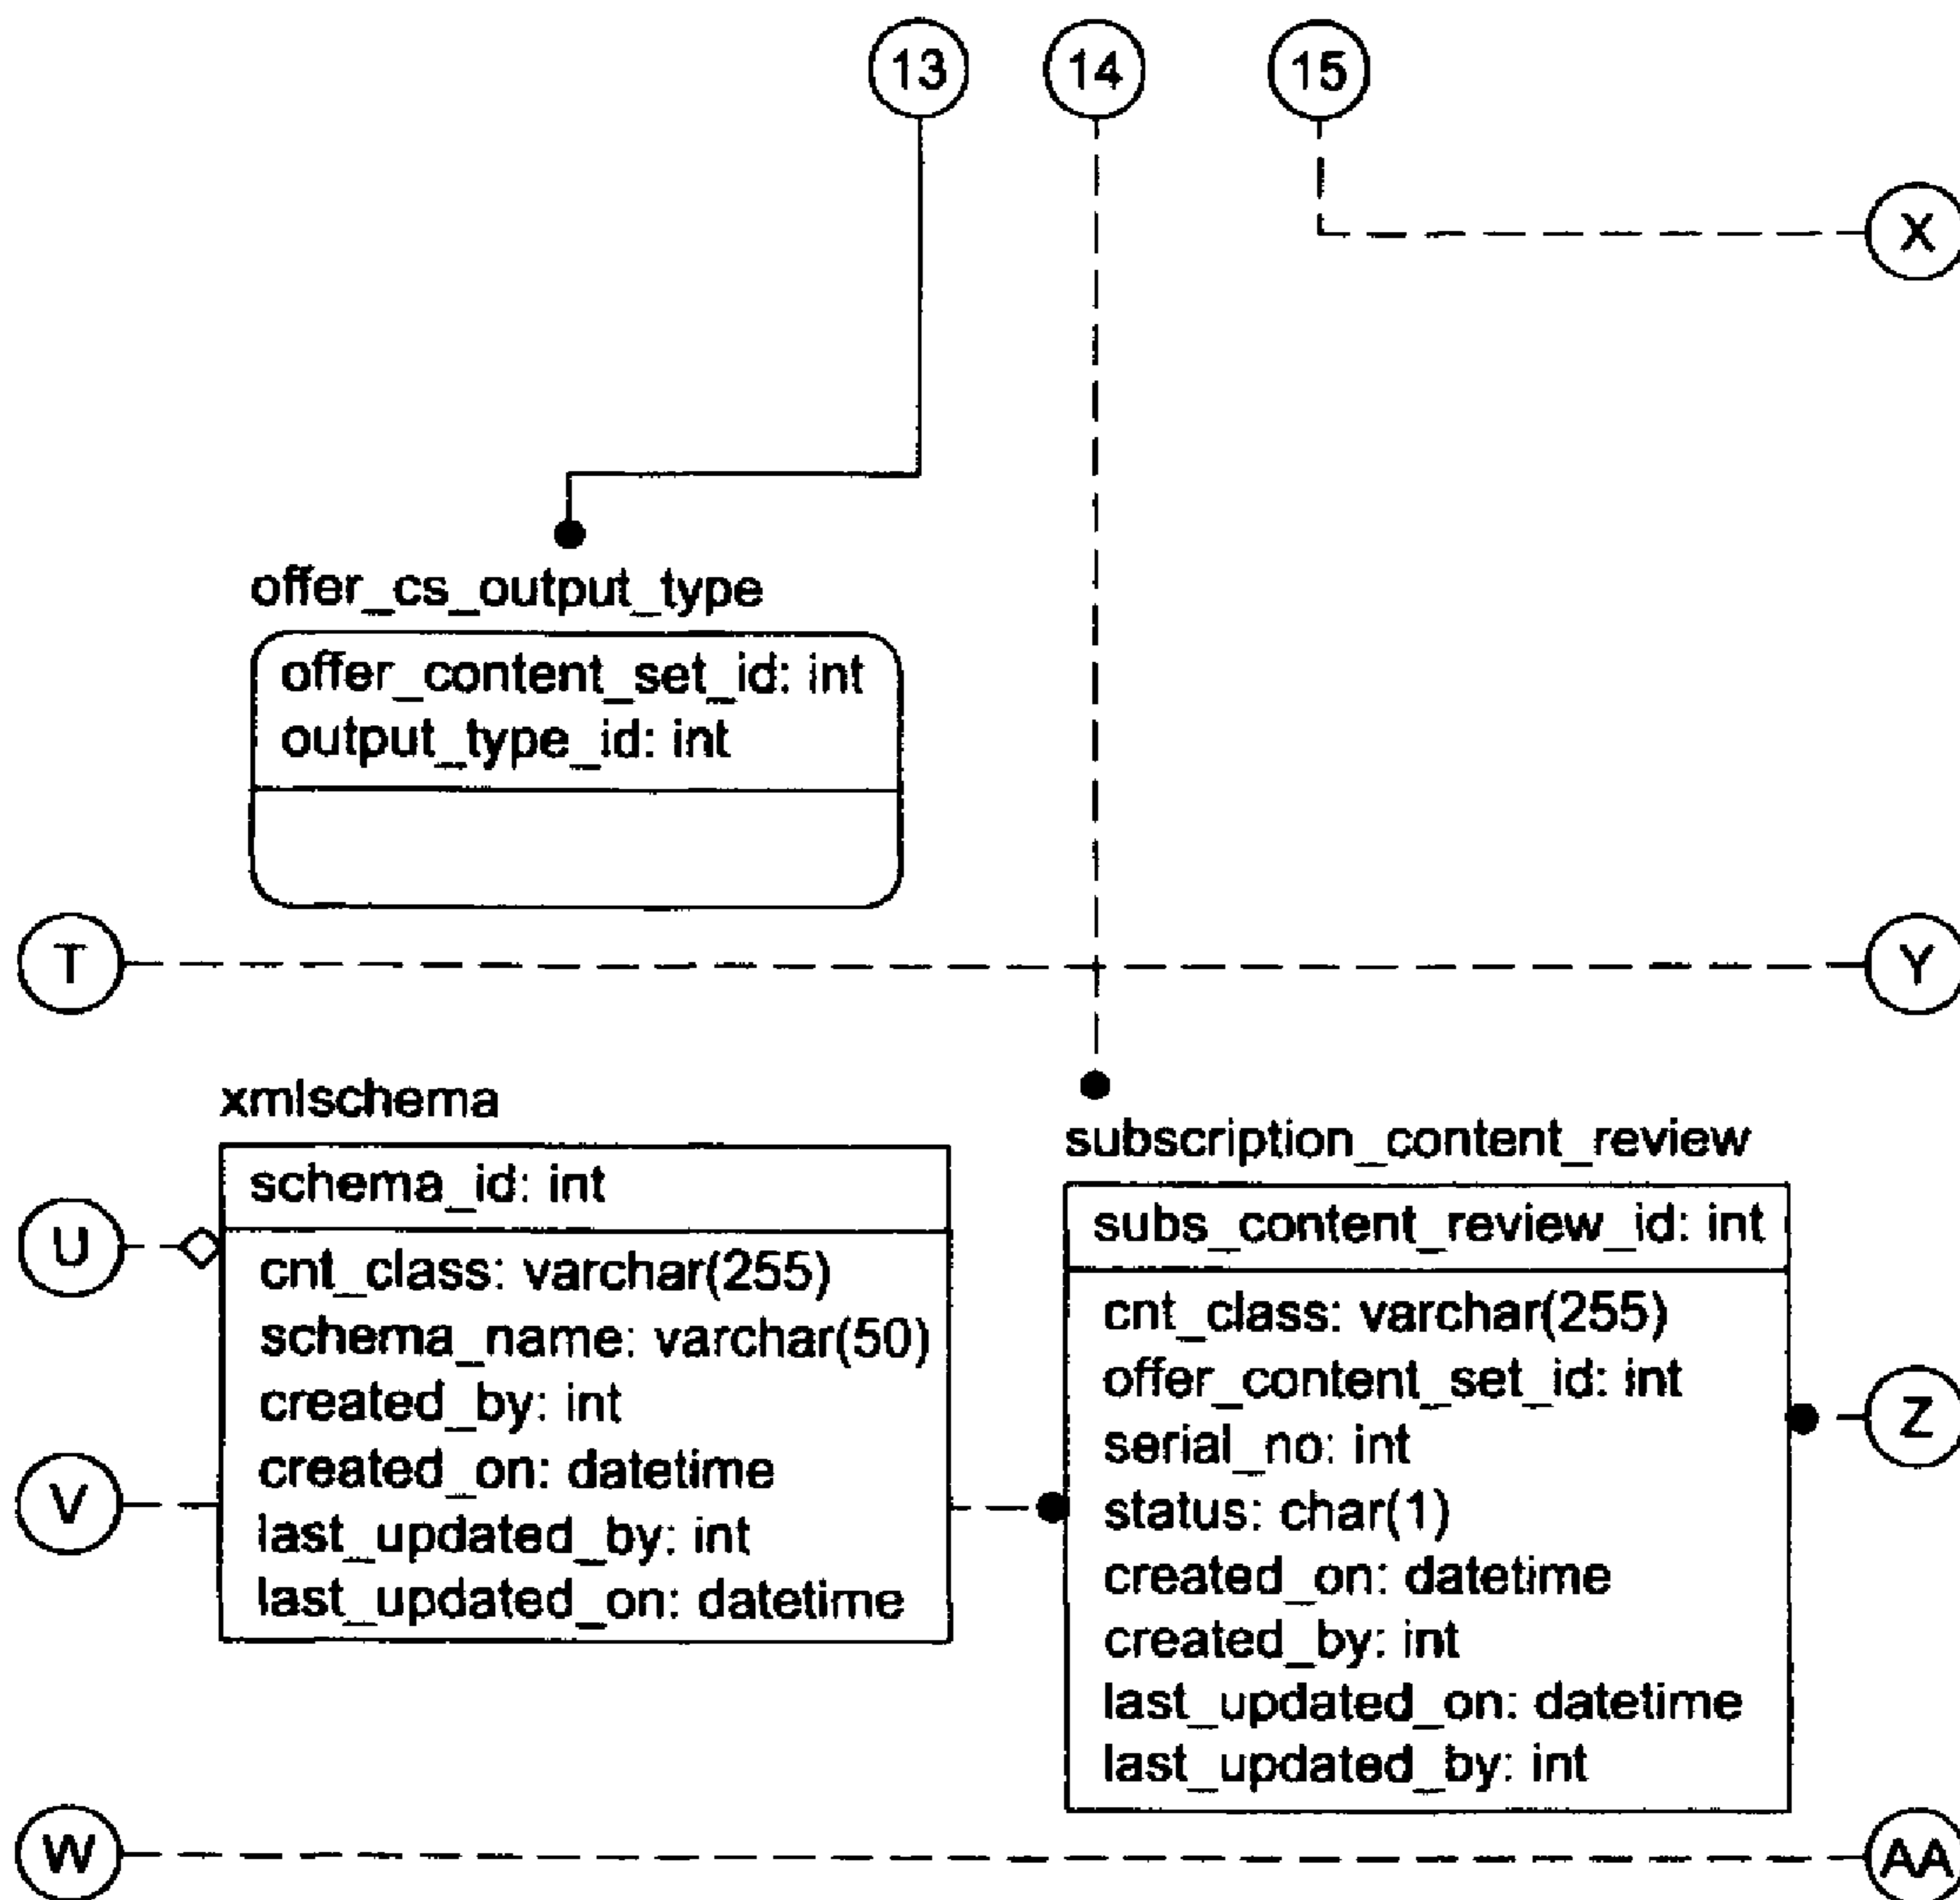 13
14
15
X
offer_cs_output_type
offer_content_set_id: int
output_type_id: int
T
Y
xmlschema
schema_id: int
cnt_class: varchar(255)
schema_name: varchar(50)
created_by: int
created_on: datetime
last_updated_by: int
last_updated_on: datetime
U
V
subscription_content_review
subs_content_review_id: int
cnt_class: varchar(255)
offer_content_set_id: int
serial_no: int
status: char(1)
created_on: datetime
created_by: int
last_updated_on: datetime
last_updated_by: int
Z
W
AA